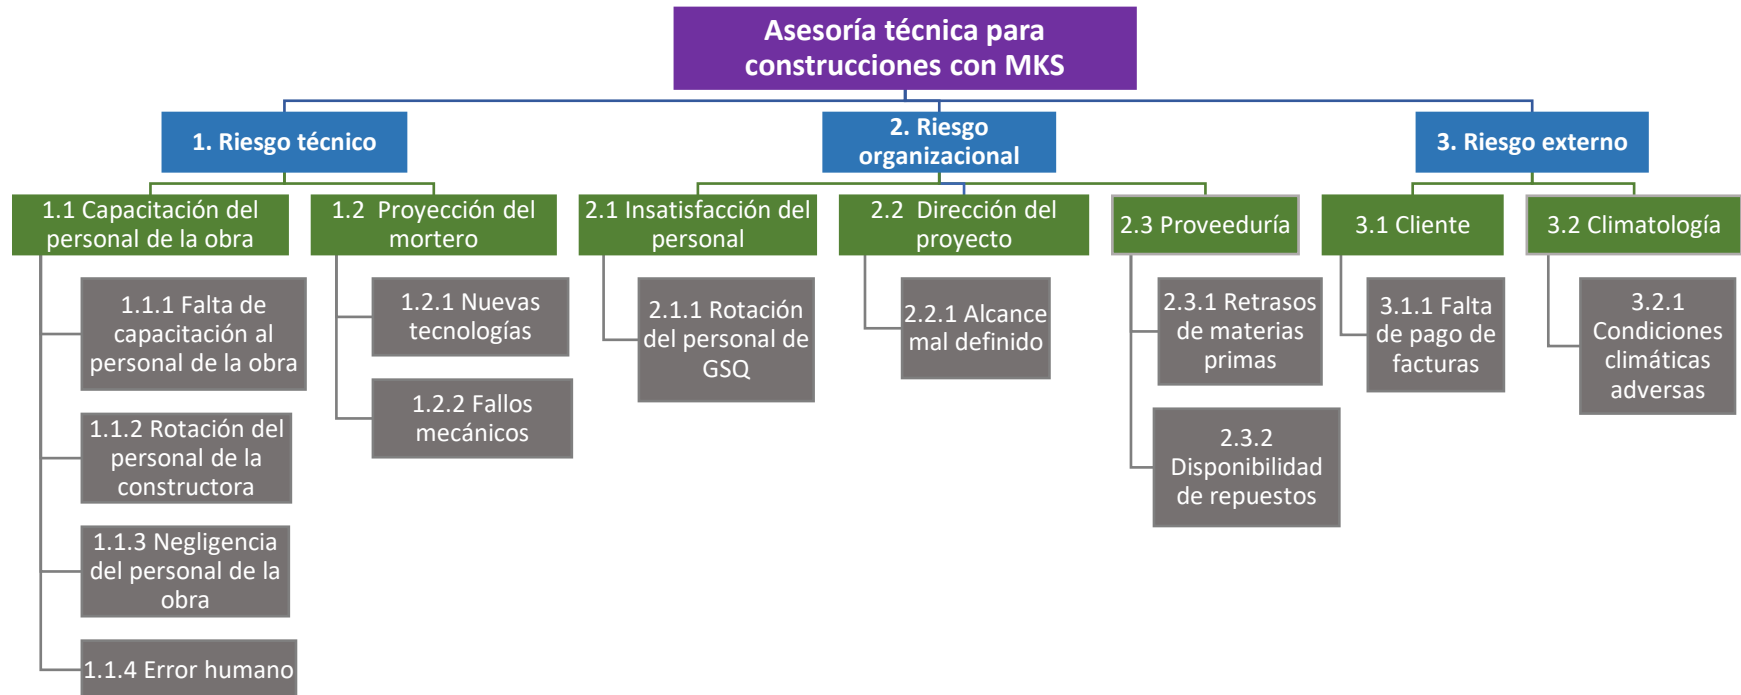 Asesoría técnica para
construcciones con MKS
1. Riesgo técnico
2. Riesgo
organizacional
3. Riesgo externo
1.1 Capacitación del
personal de la obra
1.2 Proyección del
mortero
2.1 Insatisfacción del
personal
2.2 Dirección del
proyecto
2.3 Proveeduría
3.1 Cliente
3.2 Climatología
1.1.1 Falta de
capacitación al
personal de la obra
1.1.2 Rotación del
personal de la
constructora
1.1.3 Negligencia
del personal de la
obra
1.1.4 Error humano
1.2.1 Nuevas
tecnologías
1.2.2 Fallos
mecánicos
2.1.1 Rotación
del personal de
GSQ
2.2.1 Alcance
mal definido
2.3.1 Retrasos
de materias
primas
2.3.2
Disponibilidad
de repuestos
3.1.1 Falta
de pago de
facturas
3.2.1
Condiciones
climáticas
adversas